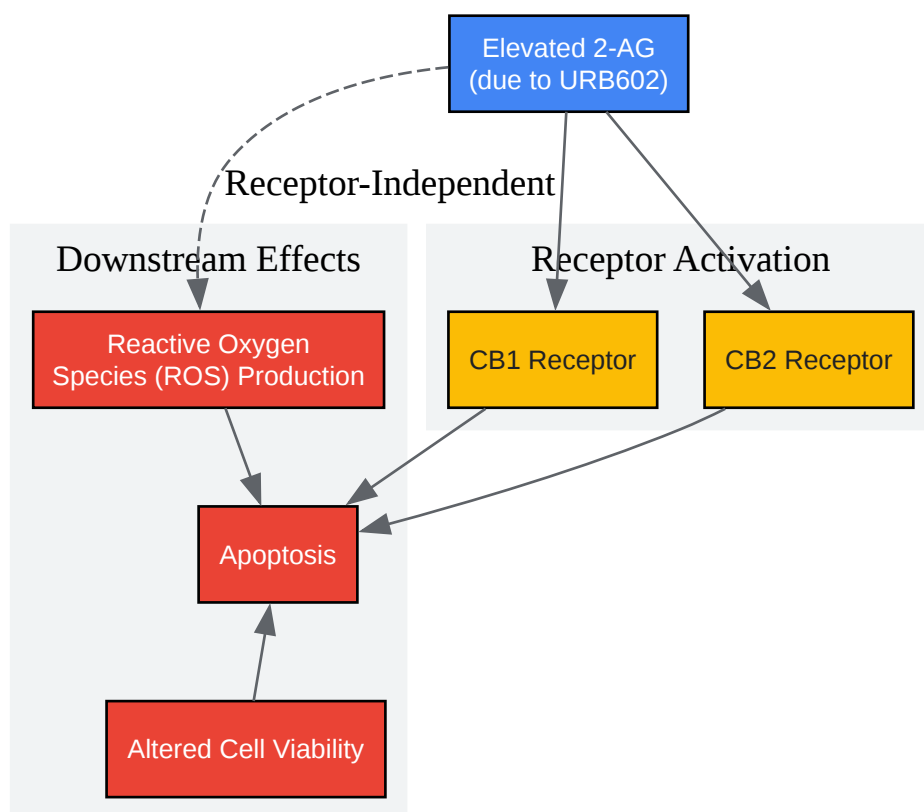 Elevated 2-AG
(due to URB602)
Receptor-Independent
Downstream Effects
Receptor Activation
Reactive Oxygen
Species (ROS) Production
CB1 Receptor
CB2 Receptor
Apoptosis
Altered Cell Viability